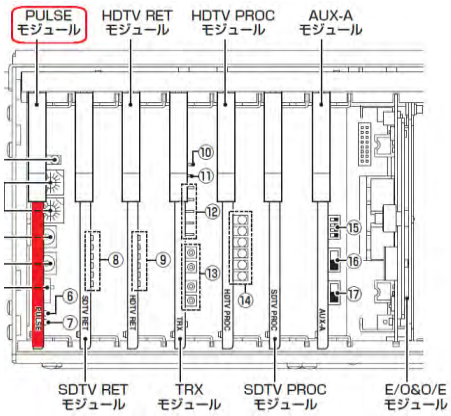 PULSE
モジュール
HDTV RET
モジュール
HDTV PROC
モジュール
AUX-A
モジュール
⑩
⑪
⑫
⑮
⑧
⑨
⑬
⑯
⑭
⑥
⑦
⑰
PULSE
SDTV RET
HDTV RET
TRX
HDTV PROC
SDTV PROC
AUX-A
SDTV RET
モジュール
TRX
モジュール
SDTV PROC
モジュール
E/O&O/E
モジュール